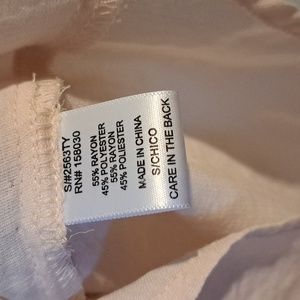 S/#2563TY
RN# 158030
55% RAYON
45% POLYESTER
55% RAYON
45% POLIESTER
MADE IN CHINA
S/CHICO
CARE IN THE BACK